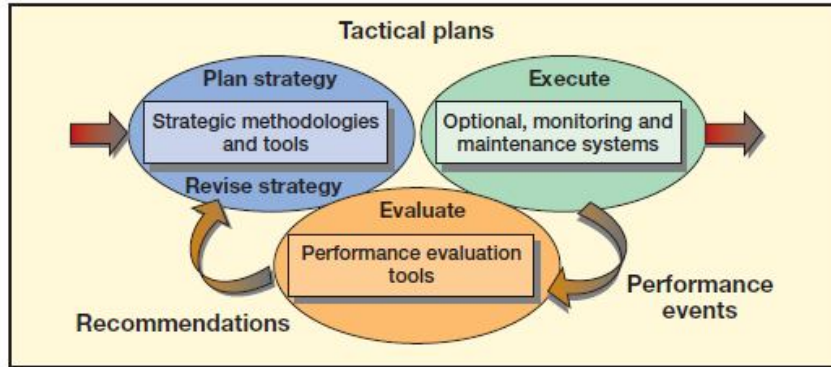 Tactical plans
Plan strategy
Strategic methodologies
and tools
Revise strategy
Execute
Optional, monitoring and
maintenance systems
Evaluate
Performance evaluation
tools
Recommendations
Performance
events